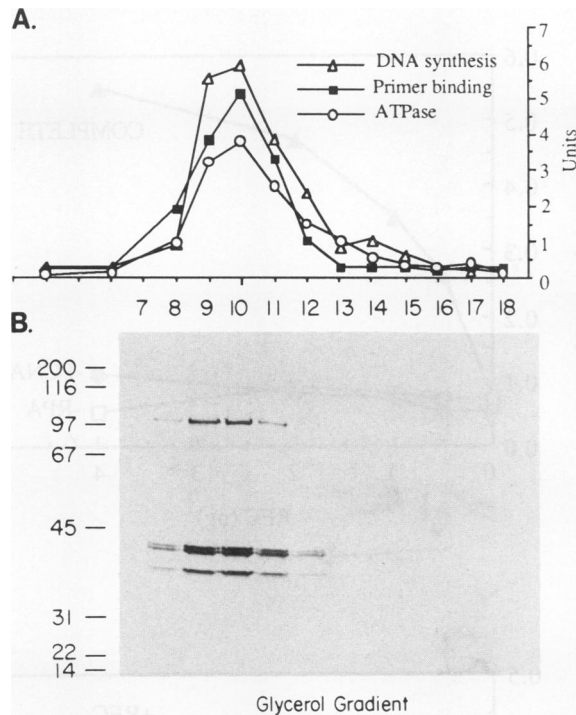 A.
7
6
5
4
3
2
1
0
Units
DNA synthesis
Primer binding
ATPase
7 8 9 10 11 12 13 14 15 16 17 18
B.
200
116
97
67
45
31
22
14
Glycerol Gradient